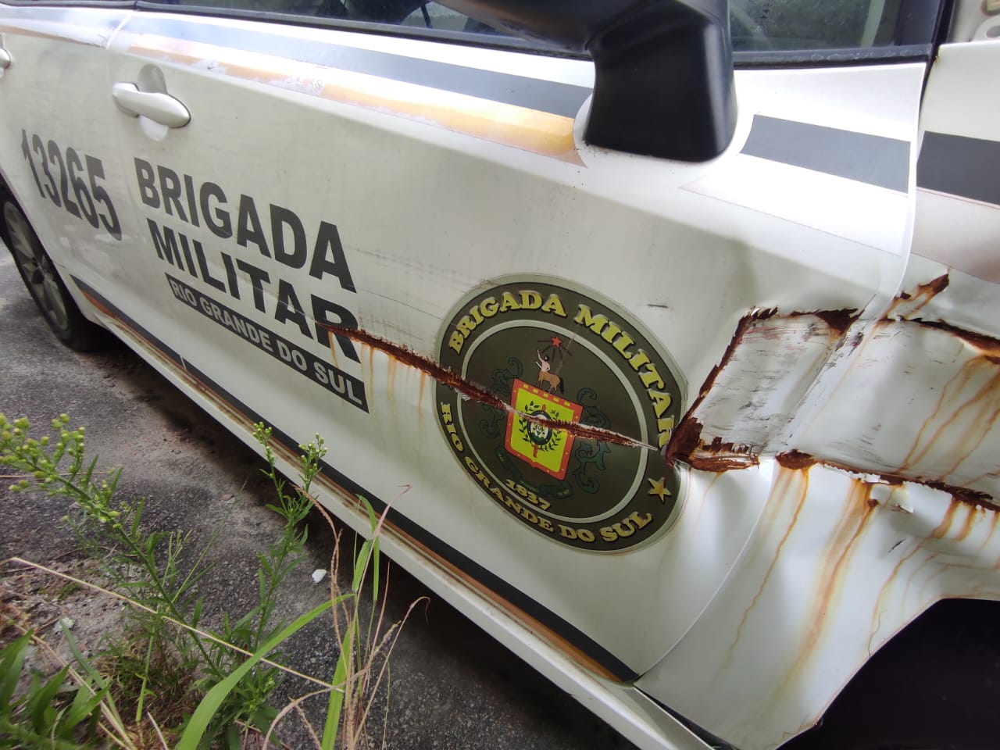 13265
BRIGADA
MILITAR
RIO GRANDE DO SUL
BRIGADA MILITAR
1837
RIO GRANDE DO SUL